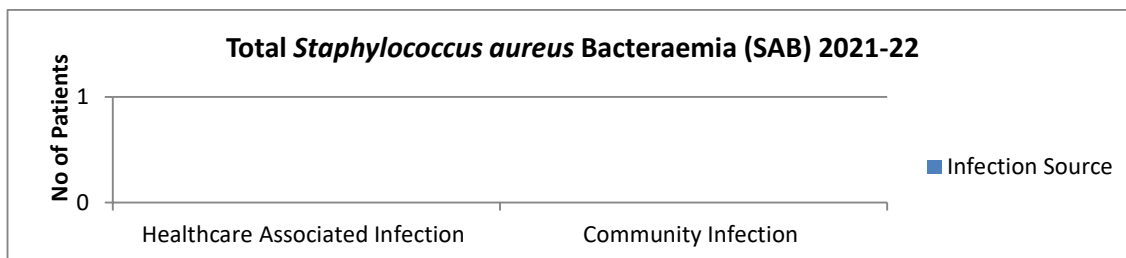 Total Staphylococcus aureus Bacteraemia (SAB) 2021-22
No of Patients
1
0
Healthcare Associated Infection
Community Infection
Infection Source